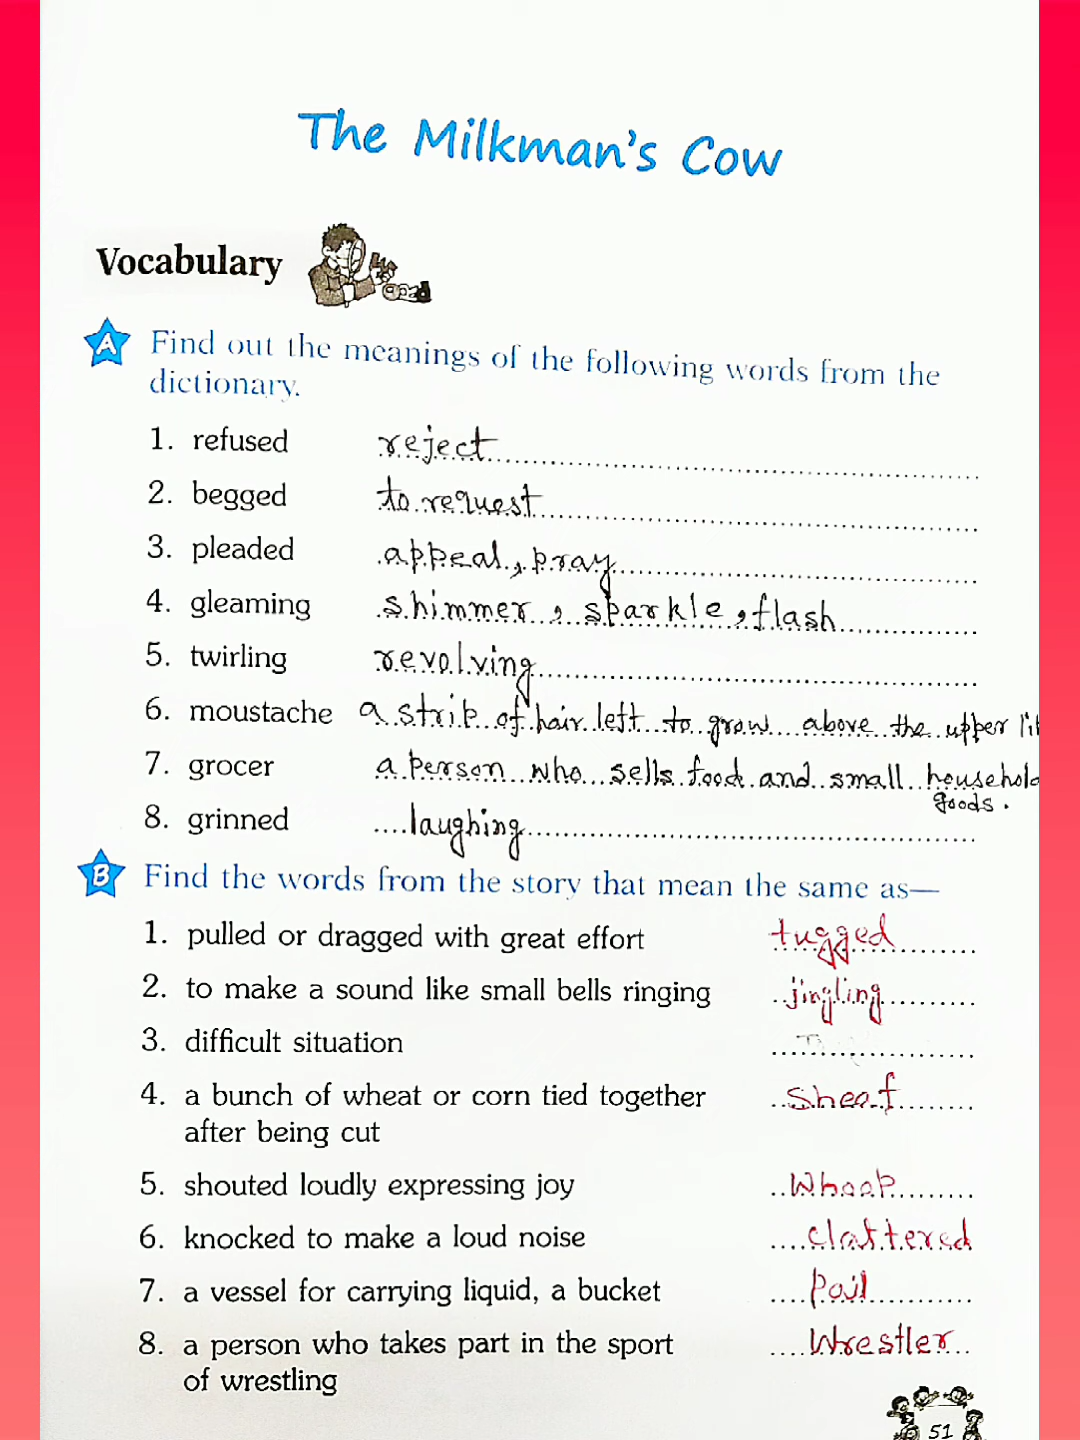 The Milkman's Cow
Vocabulary
A Find out the meanings of the following words from the
dictionary.
1. refused reject
2. begged to request
3. pleaded appeal, pray
4. gleaming shimmer, sparkle, flash
5. twirling revolving
6. moustache a strip of hair left to grow above the upper
7. grocer a person who sells food and small household
goods.
8. grinned laughing
B Find the words from the story that mean the same as—
1. pulled or dragged with great effort tugged
2. to make a sound like small bells ringing jingling
3. difficult situation
4. a bunch of wheat or corn tied together sheaf
after being cut
5. shouted loudly expressing joy Whoop
6. knocked to make a loud noise clattered
7. a vessel for carrying liquid, a bucket Pail
8. a person who takes part in the sport Wrestler
of wrestling
51